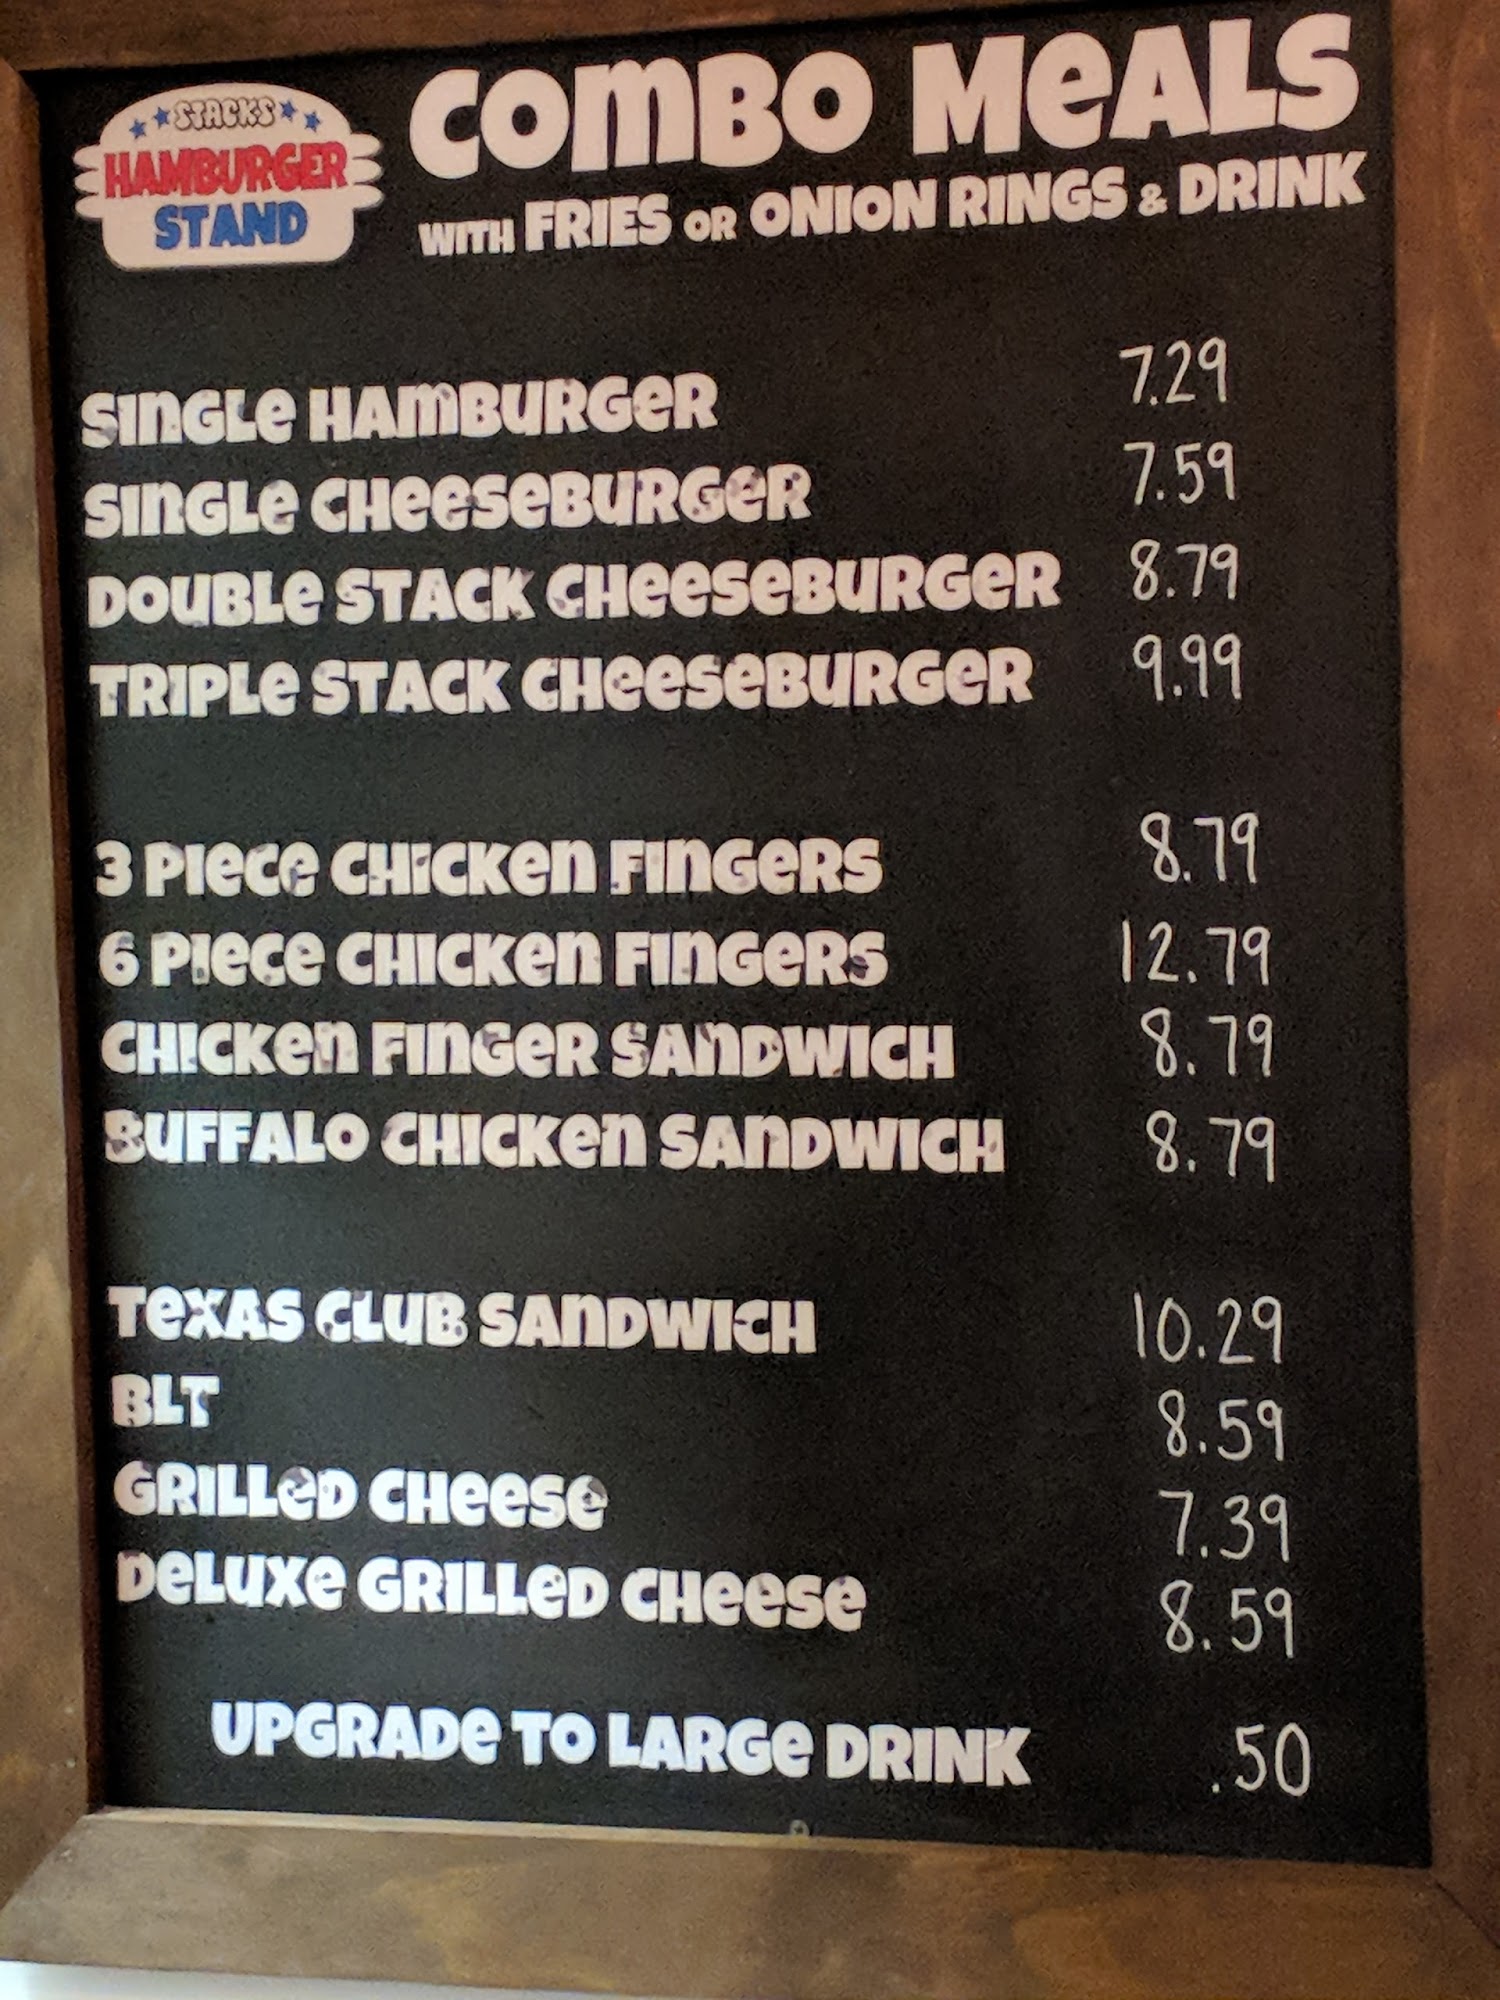 STACKS
HAMBURGER
STAND
COMBO MEALS
WITH FRIES OR ONION RINGS & DRINK
SINGLE HAMBURGER 7.29
SINGLE CHEESEBURGER 7.59
DOUBLE STACK CHEESEBURGER 8.79
TRIPLE STACK CHEESEBURGER 9.99
3 PIECE CHICKEN FINGERS 8.79
6 PIECE CHICKEN FINGERS 12.79
CHICKEN FINGER SANDWICH 8.79
BUFFALO CHICKEN SANDWICH 8.79
TEXAS CLUB SANDWICH 10.29
BLT 8.59
GRILLED CHEESE 7.39
DELUXE GRILLED CHEESE 8.59
UPGRADE TO LARGE DRINK .50